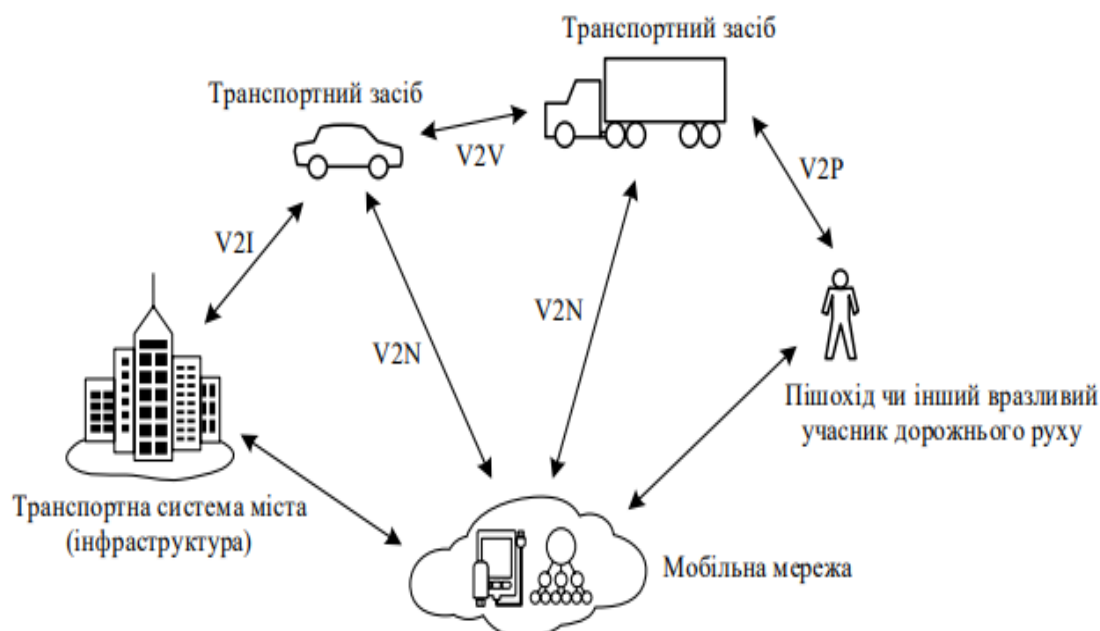 Транспортний засіб
Транспортний засіб
V2V
V2P
V2I
V2N
V2N
Пішохід чи інший вразливий
учасник дорожнього руху
Транспортна система міста
(інфраструктура)
Мобільна мережа